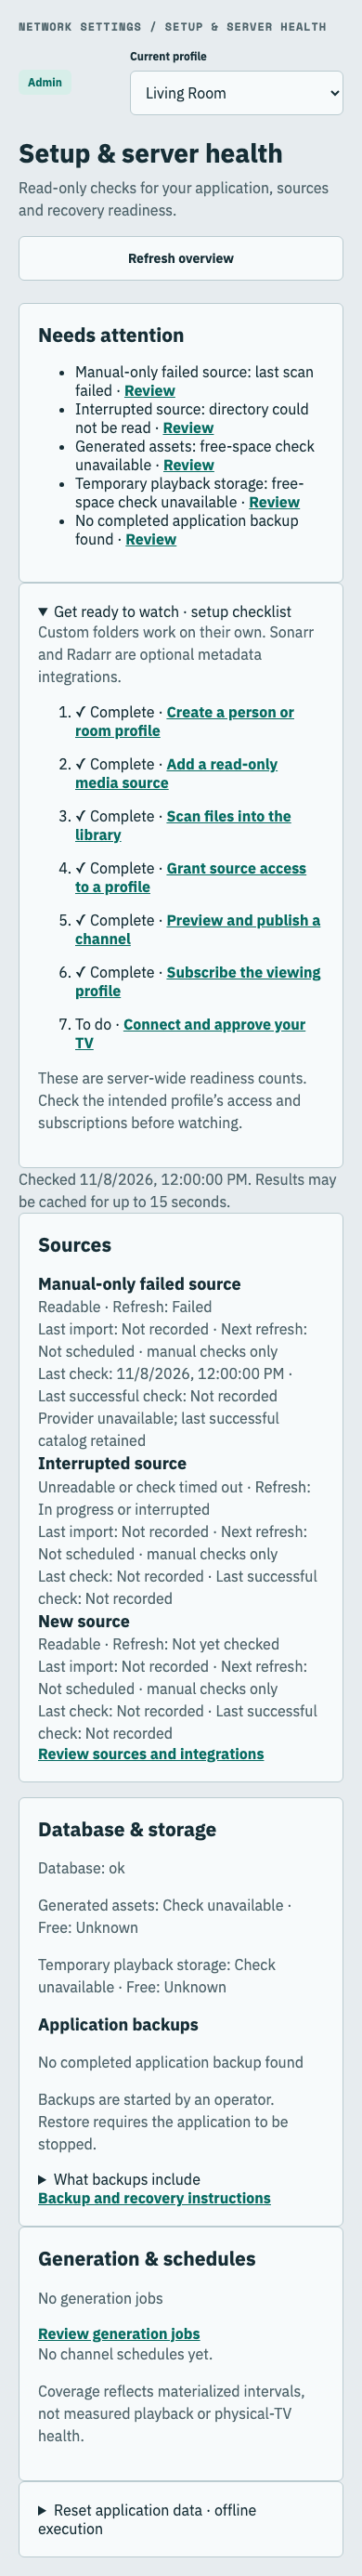 NETWORK SETTINGS / SETUP & SERVER HEALTH
Current profile
Admin
Living Room
Setup & server health
Read-only checks for your application, sources
and recovery readiness.
Refresh overview
Needs attention
• Manual-only failed source: last scan
failed · Review
• Interrupted source: directory could
not be read · Review
• Generated assets: free-space check
unavailable · Review
• Temporary playback storage: free-
space check unavailable · Review
• No completed application backup
found · Review
▼ Get ready to watch · setup checklist
Custom folders work on their own. Sonarr
and Radarr are optional metadata
integrations.
1. ✓ Complete · Create a person or
room profile
2. ✓ Complete · Add a read-only
media source
3. ✓ Complete · Scan files into the
library
4. ✓ Complete · Grant source access
to a profile
5. ✓ Complete · Preview and publish a
channel
6. ✓ Complete · Subscribe the viewing
profile
7. To do · Connect and approve your
TV
These are server-wide readiness counts.
Check the intended profile’s access and
subscriptions before watching.
Checked 11/8/2026, 12:00:00 PM. Results may
be cached for up to 15 seconds.
Sources
Manual-only failed source
Readable · Refresh: Failed
Last import: Not recorded · Next refresh:
Not scheduled · manual checks only
Last check: 11/8/2026, 12:00:00 PM ·
Last successful check: Not recorded
Provider unavailable; last successful
catalog retained
Interrupted source
Unreadable or check timed out · Refresh:
In progress or interrupted
Last import: Not recorded · Next refresh:
Not scheduled · manual checks only
Last check: Not recorded · Last successful
check: Not recorded
New source
Readable · Refresh: Not yet checked
Last import: Not recorded · Next refresh:
Not scheduled · manual checks only
Last check: Not recorded · Last successful
check: Not recorded
Review sources and integrations
Database & storage
Database: ok
Generated assets: Check unavailable ·
Free: Unknown
Temporary playback storage: Check
unavailable · Free: Unknown
Application backups
No completed application backup found
Backups are started by an operator.
Restore requires the application to be
stopped.
▶ What backups include
Backup and recovery instructions
Generation & schedules
No generation jobs
Review generation jobs
No channel schedules yet.
Coverage reflects materialized intervals,
not measured playback or physical-TV
health.
▶ Reset application data · offline
execution